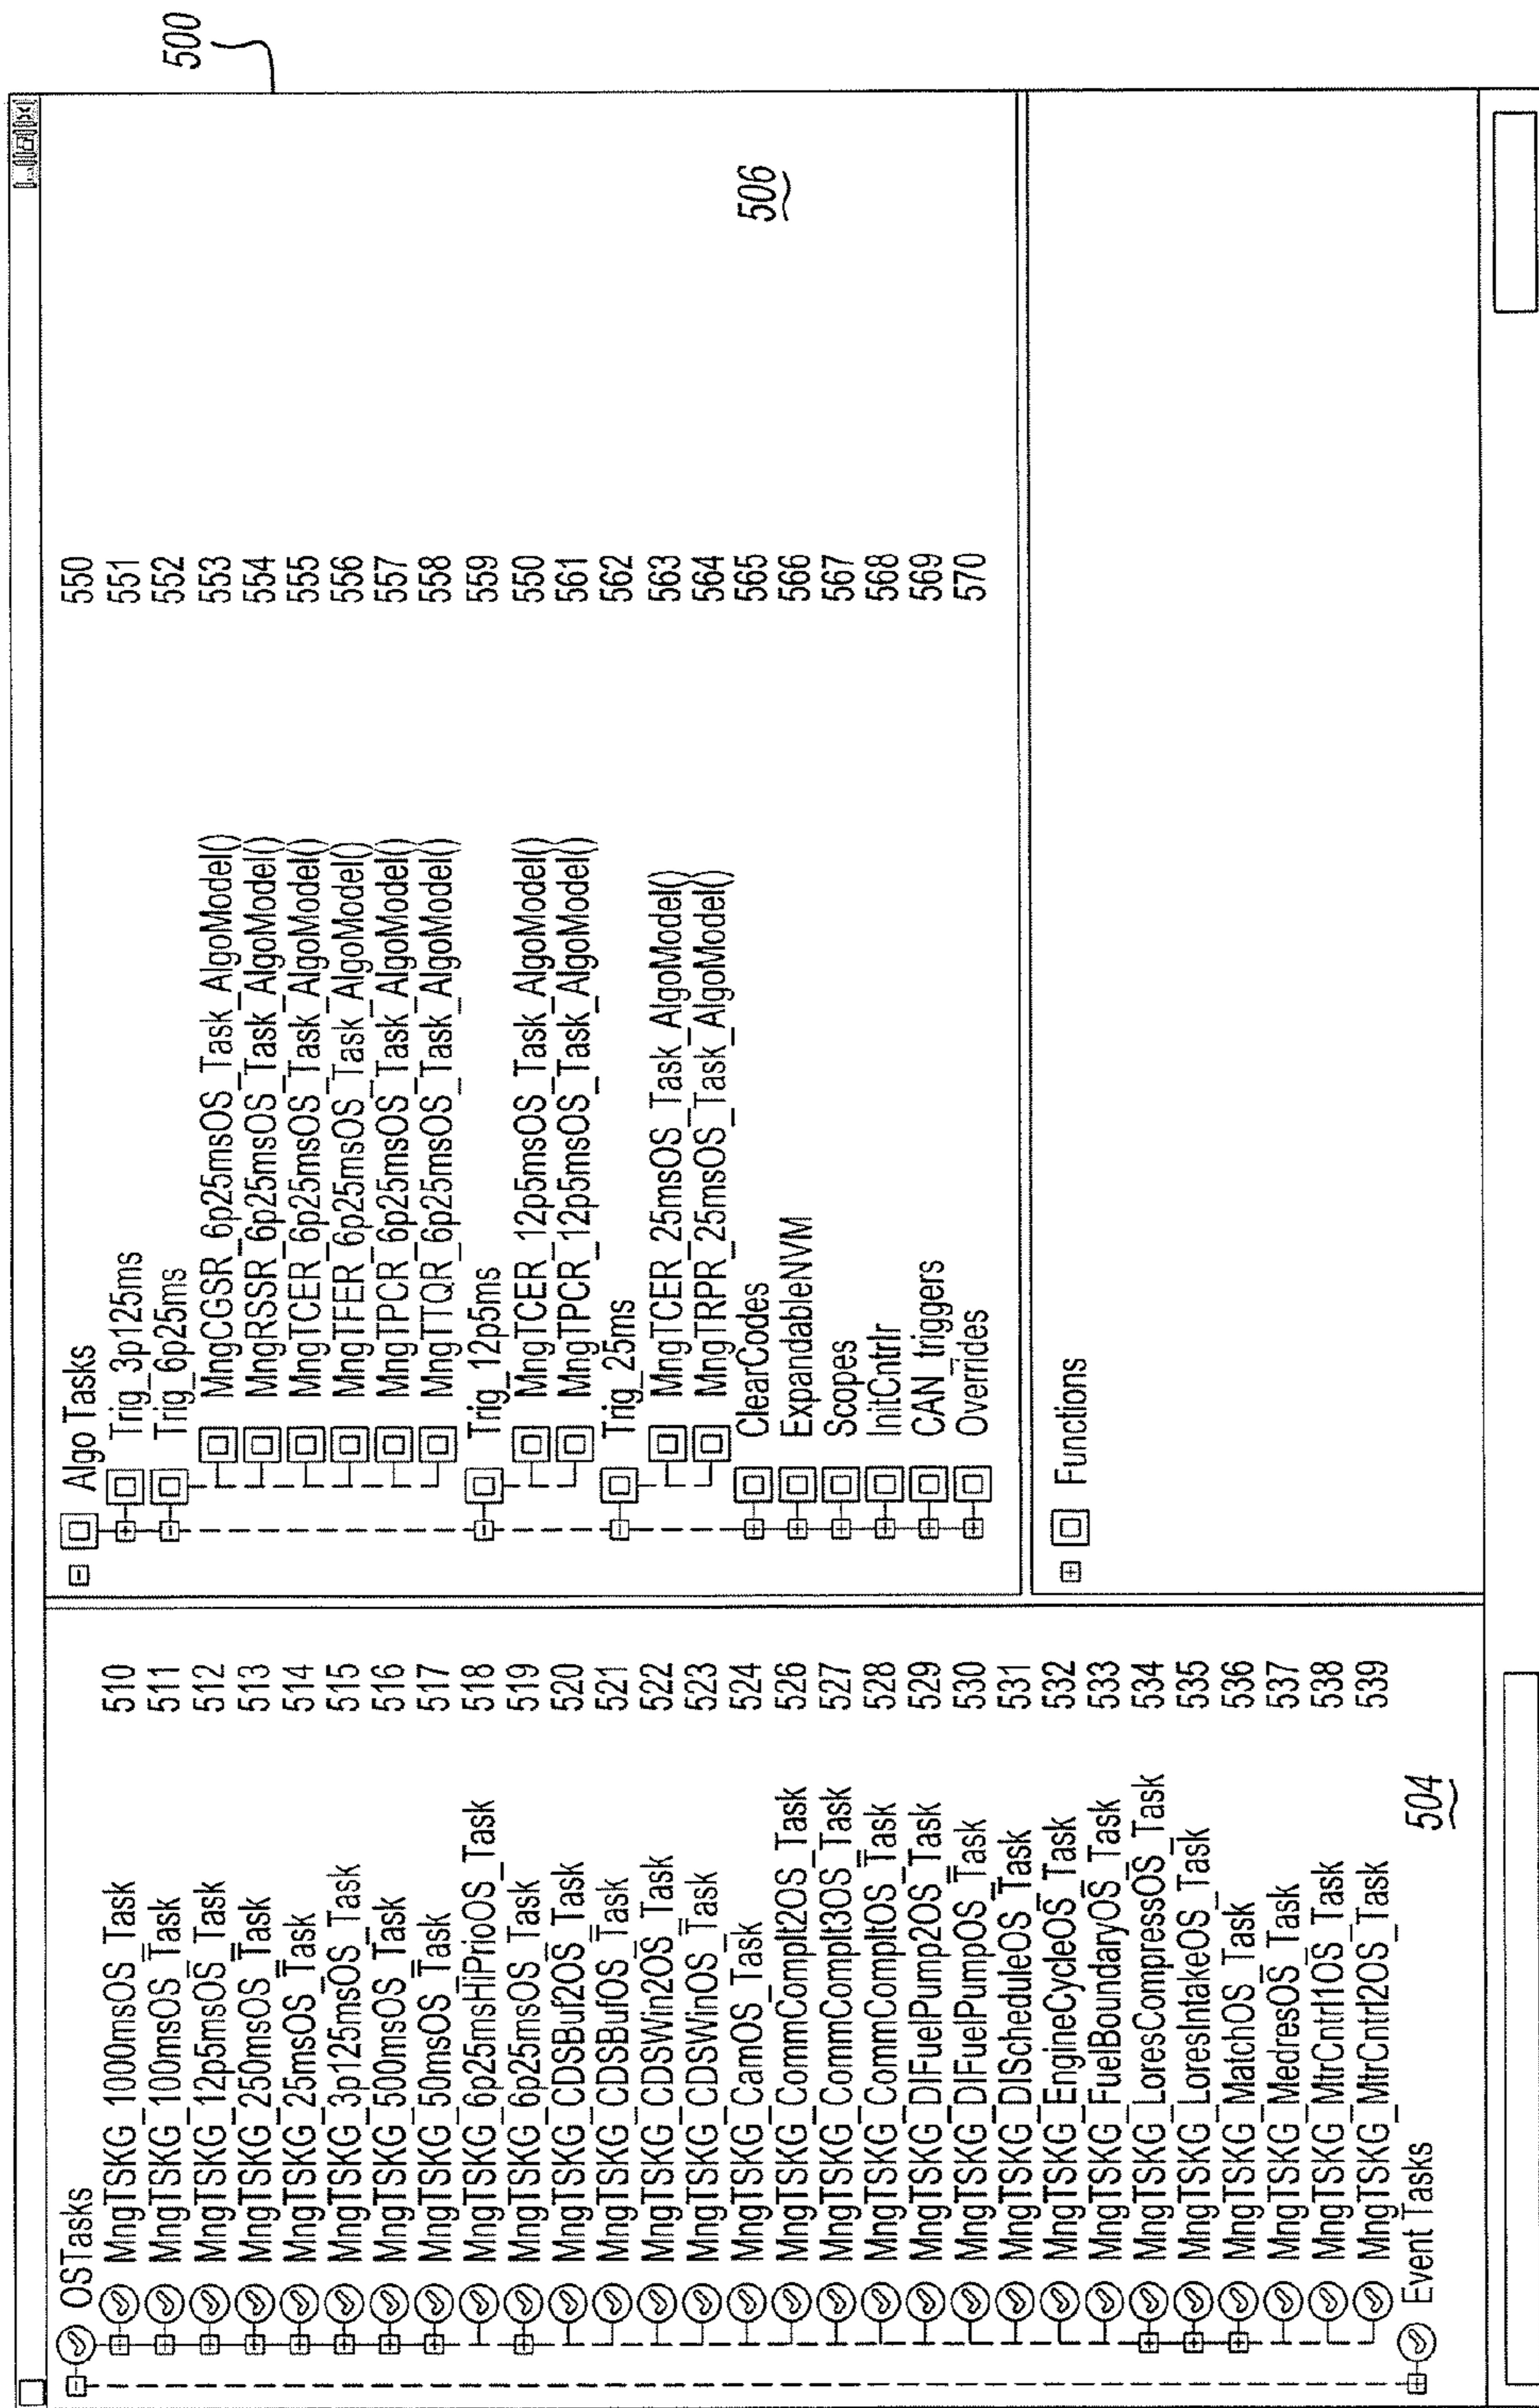 500
OSTasks
MngTSKG_1000msOS_Task 510
MngTSKG_100msOS_Task 511
MngTSKG_12p5msOS_Task 512
MngTSKG_250msOS_Task 513
MngTSKG_25msOS_Task 514
MngTSKG_3p125msOS_Task 515
MngTSKG_500msOS_Task 516
MngTSKG_50msOS_Task 517
MngTSKG_6p25msHiPrioOS_Task 518
MngTSKG_6p25msOS_Task 519
MngTSKG_CDSBuf2OS_Task 520
MngTSKG_CDSBufOS_Task 521
MngTSKG_CDSWin2OS_Task 522
MngTSKG_CDSWinOS_Task 523
MngTSKG_CamOS_Task 524
MngTSKG_CommComplt2OS_Task 526
MngTSKG_CommComplt3OS_Task 527
MngTSKG_CommCompltOS_Task 528
MngTSKG_DIFuelPump2OS_Task 529
MngTSKG_DIFuelPumpOS_Task 530
MngTSKG_DIScheduleOS_Task 531
MngTSKG_EngineCycleOS_Task 532
MngTSKG_FuelBoundaryOS_Task 533
MngTSKG_LoresCompressOS_Task 534
MngTSKG_LoresIntakeOS_Task 535
MngTSKG_MatchOS_Task 536
MngTSKG_MedresOS_Task 537
MngTSKG_MtrCntrl1OS_Task 538
MngTSKG_MtrCntrl2OS_Task 539
Event Tasks
504
Algo Tasks 550
Trig_3p125ms 551
Trig_6p25ms 552
MngCGSR_6p25msOS_Task_AlgoModel() 553
MngRSSR_6p25msOS_Task_AlgoModel() 554
MngTCER_6p25msOS_Task_AlgoModel() 555
MngTFER_6p25msOS_Task_AlgoModel() 556
MngTPCR_6p25msOS_Task_AlgoModel() 557
MngTTQR_6p25msOS_Task_AlgoModel() 558
Trig_12p5ms 559
MngTCER_12p5msOS_Task_AlgoModel() 550
MngTPCR_12p5msOS_Task_AlgoModel() 561
Trig_25ms 562
MngTCER_25msOS_Task_AlgoModel() 563
MngTRPR_25msOS_Task_AlgoModel() 564
ClearCodes 565
ExpandableNVM 566
Scopes 567
InitCntrlr 568
CAN_triggers 569
Overrides 570
506
Functions